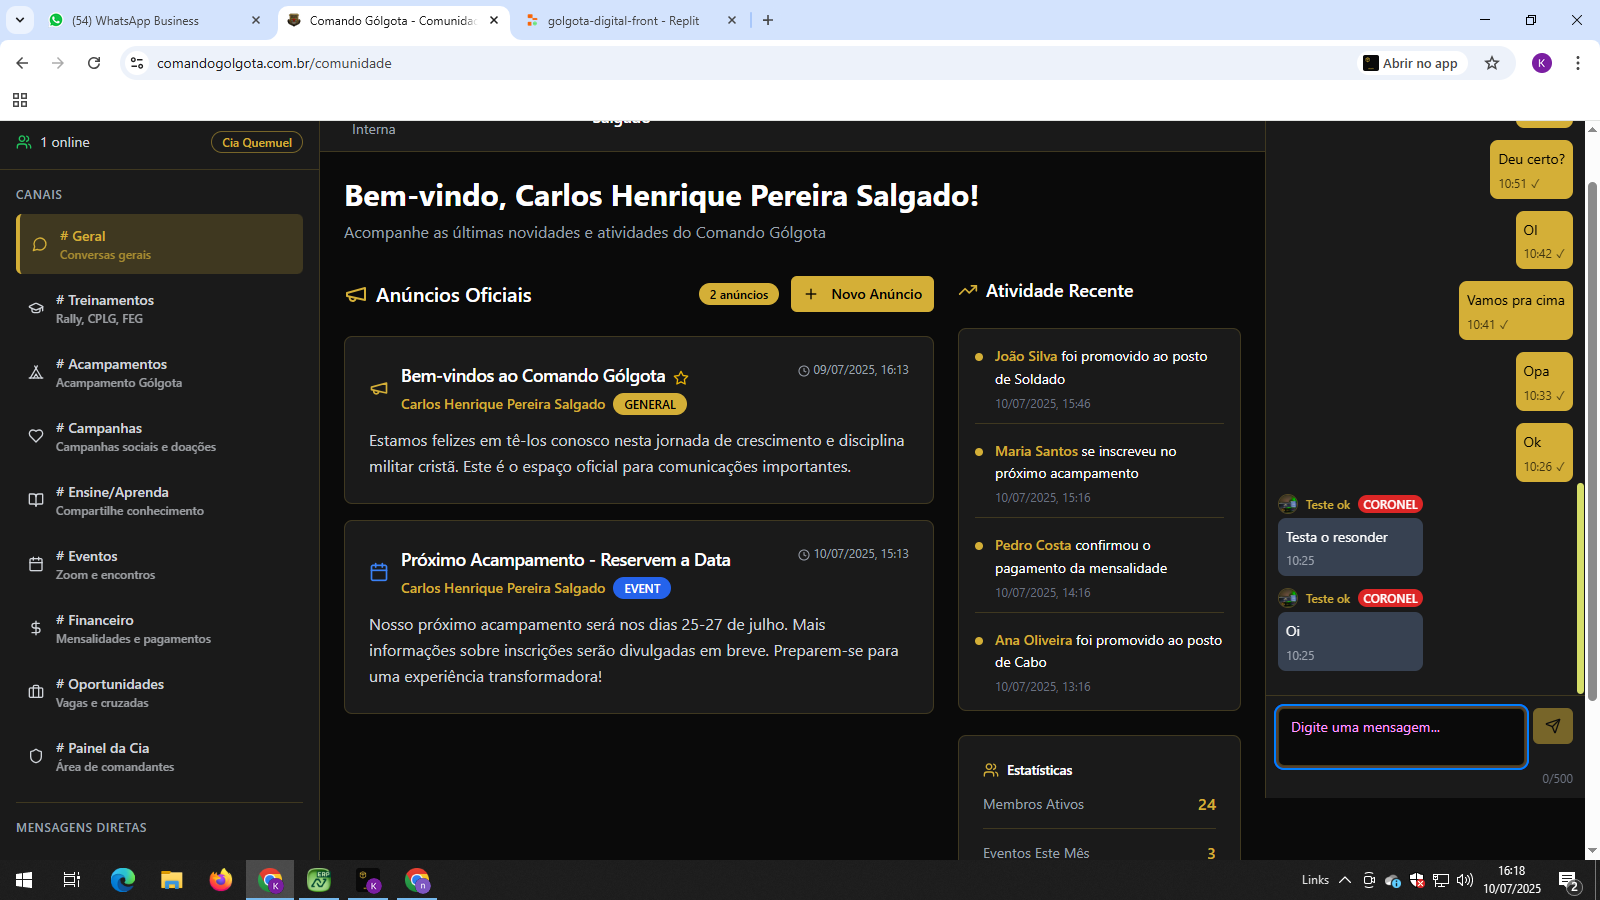 (54) WhatsApp Business
Comando Gólgota - Comunidad
golgota-digital-front - Replit
comandogolgota.com.br/comunidade
Abrir no app
K
1 online
Cia Quemuel
CANAIS
# Geral
Conversas gerais
# Treinamentos
Rally, CPLG, FEG
# Acampamentos
Acampamento Gólgota
# Campanhas
Campanhas sociais e doações
# Ensine/Aprenda
Compartilhe conhecimento
# Eventos
Zoom e encontros
# Financeiro
Mensalidades e pagamentos
# Oportunidades
Vagas e cruzadas
# Painel da Cia
Área de comandantes
MENSAGENS DIRETAS
Interna
Salgado
Bem-vindo, Carlos Henrique Pereira Salgado!
Acompanhe as últimas novidades e atividades do Comando Gólgota
Anúncios Oficiais
2 anúncios
+ Novo Anúncio
Bem-vindos ao Comando Gólgota
09/07/2025, 16:13
Carlos Henrique Pereira Salgado
GENERAL
Estamos felizes em tê-los conosco nesta jornada de crescimento e disciplina
militar cristã. Este é o espaço oficial para comunicações importantes.
Próximo Acampamento - Reservem a Data
10/07/2025, 15:13
Carlos Henrique Pereira Salgado
EVENT
Nosso próximo acampamento será nos dias 25-27 de julho. Mais
informações sobre inscrições serão divulgadas em breve. Preparem-se para
uma experiência transformadora!
Atividade Recente
João Silva foi promovido ao posto
de Soldado
10/07/2025, 15:46
Maria Santos se inscreveu no
próximo acampamento
10/07/2025, 15:16
Pedro Costa confirmou o
pagamento da mensalidade
10/07/2025, 14:16
Ana Oliveira foi promovido ao posto
de Cabo
10/07/2025, 13:16
Estatísticas
Membros Ativos 24
Eventos Este Mês 3
Deu certo?
10:51 ✓
OI
10:42 ✓
Vamos pra cima
10:41 ✓
Opa
10:33 ✓
Ok
10:26 ✓
Teste ok CORONEL
Testa o resonder
10:25
Teste ok CORONEL
Oi
10:25
Digite uma mensagem...
0/500
ERP
K
K
n
Links
16:18
10/07/2025
2